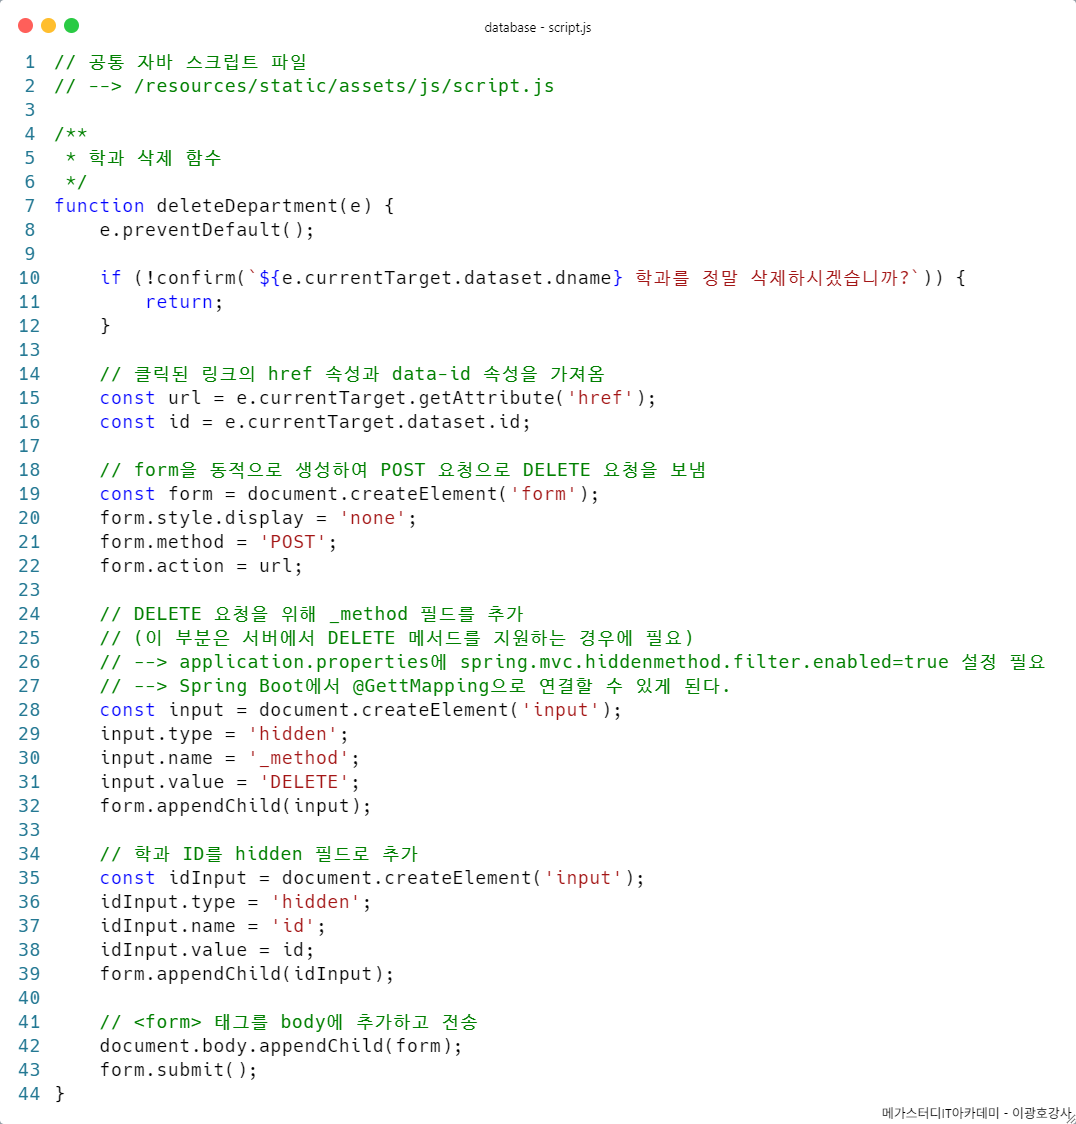 database - script.js
1 // 공통 자바 스크립트 파일
2 // --> /resources/static/assets/js/script.js
3
4 /**
5  * 학과 삭제 함수
6  */
7 function deleteDepartment(e) {
8     e.preventDefault();
9
10     if (!confirm(`${e.currentTarget.dataset.dname} 학과를 정말 삭제하시겠습니까?`)) {
11         return;
12     }
13
14     // 클릭된 링크의 href 속성과 data-id 속성을 가져옴
15     const url = e.currentTarget.getAttribute('href');
16     const id = e.currentTarget.dataset.id;
17
18     // form을 동적으로 생성하여 POST 요청으로 DELETE 요청을 보냄
19     const form = document.createElement('form');
20     form.style.display = 'none';
21     form.method = 'POST';
22     form.action = url;
23
24     // DELETE 요청을 위해 _method 필드를 추가
25     // (이 부분은 서버에서 DELETE 메서드를 지원하는 경우에 필요)
26     // --> application.properties에 spring.mvc.hiddenmethod.filter.enabled=true 설정 필요
27     // --> Spring Boot에서 @GettMapping으로 연결할 수 있게 된다.
28     const input = document.createElement('input');
29     input.type = 'hidden';
30     input.name = '_method';
31     input.value = 'DELETE';
32     form.appendChild(input);
33
34     // 학과 ID를 hidden 필드로 추가
35     const idInput = document.createElement('input');
36     idInput.type = 'hidden';
37     idInput.name = 'id';
38     idInput.value = id;
39     form.appendChild(idInput);
40
41     // <form> 태그를 body에 추가하고 전송
42     document.body.appendChild(form);
43     form.submit();
44 }
메가스터디IT아카데미 - 이광호강사